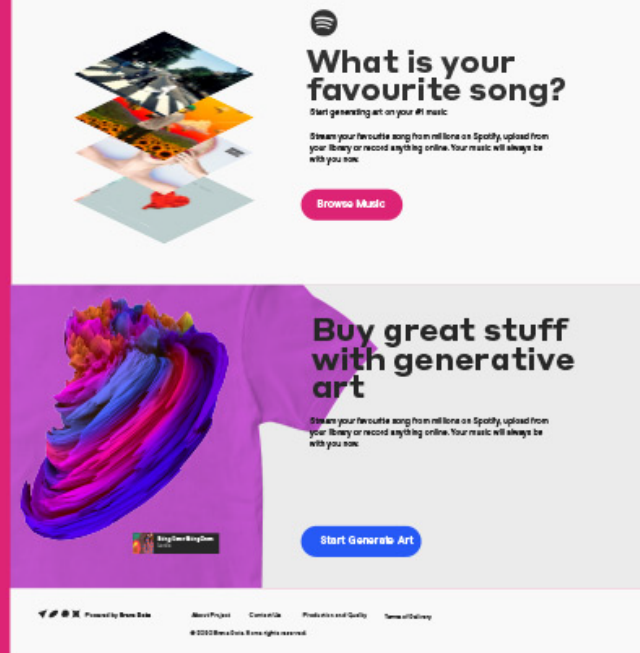 What is your
favourite song?
Start generating art on your #1 music
Stream your favourite song from millions on Spotify, upload from
your library or record anything online. Your music will always be
with you now.
Browse Music
Buy great stuff
with generative
art
Stream your favourite song from millions on Spotify, upload from
your library or record anything online. Your music will always be
with you now.
Start Generate Art
Powered by
About Project Contact Us Production and Quality Terms of Delivery
rights reserved.